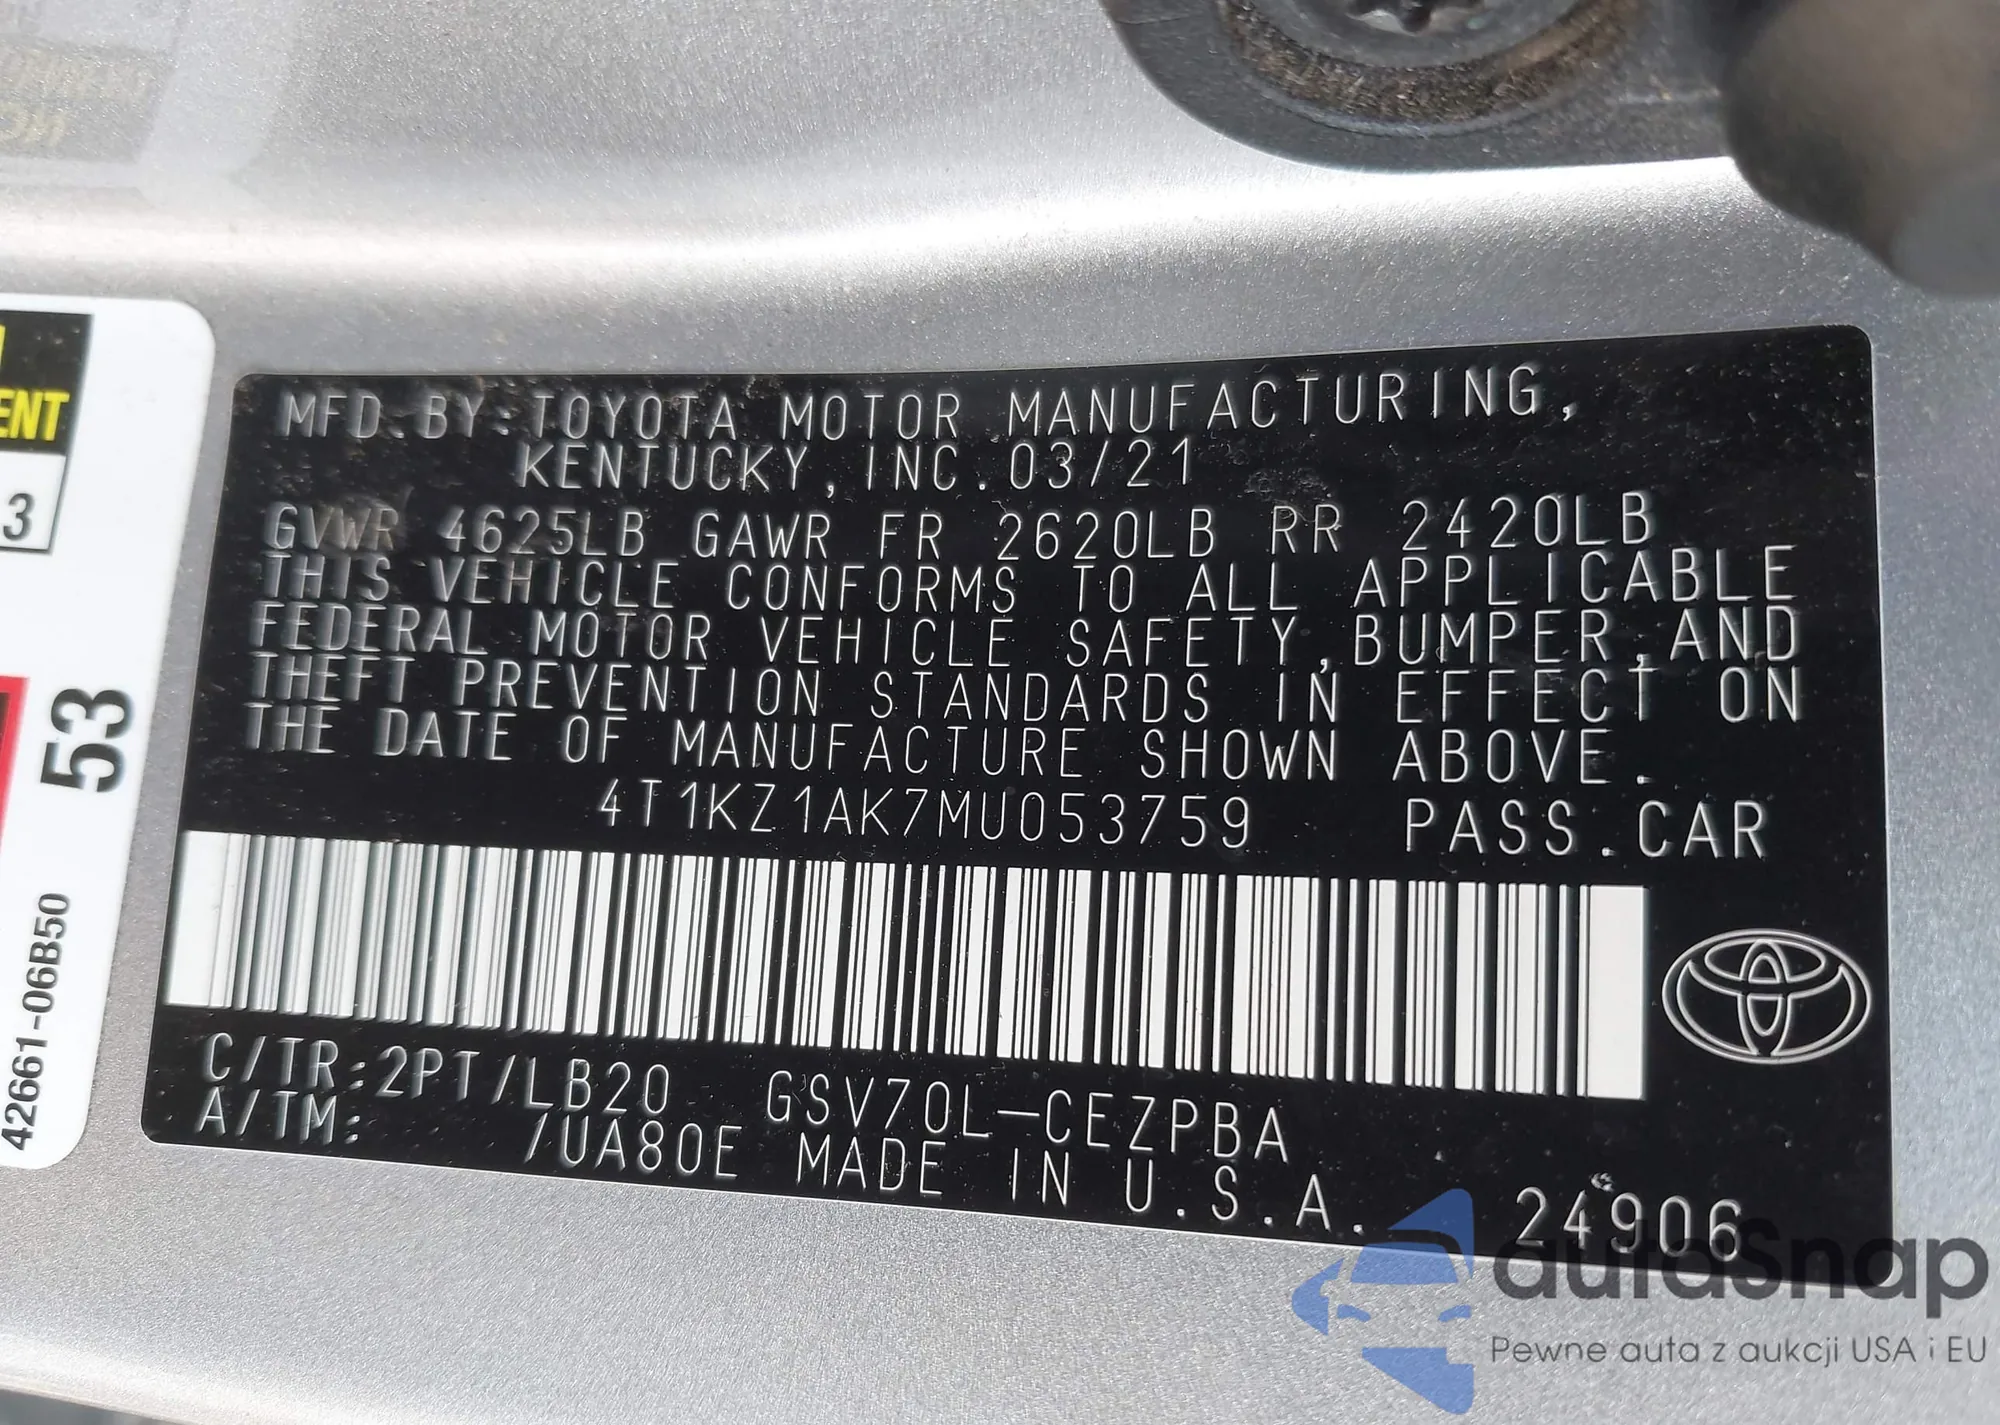 ENT
3
53
42661-06B50
MFD.BY:TOYOTA MOTOR MANUFACTURING,
KENTUCKY,INC.03/21
GVWR 4625LB GAWR FR 2620LB RR 2420LB
THIS VEHICLE CONFORMS TO ALL APPLICABLE
FEDERAL MOTOR VEHICLE SAFETY,BUMPER,AND
THEFT PREVENTION STANDARDS IN EFFECT ON
THE DATE OF MANUFACTURE SHOWN ABOVE.
4T1KZ1AK7MU053759 PASS.CAR
C/TR:2PT/LB20 GSV70L-CEZPBA
A/TM: /UA80E MADE IN U.S.A. 24906
autoSnap
Pewne auta z aukcji USA i EU